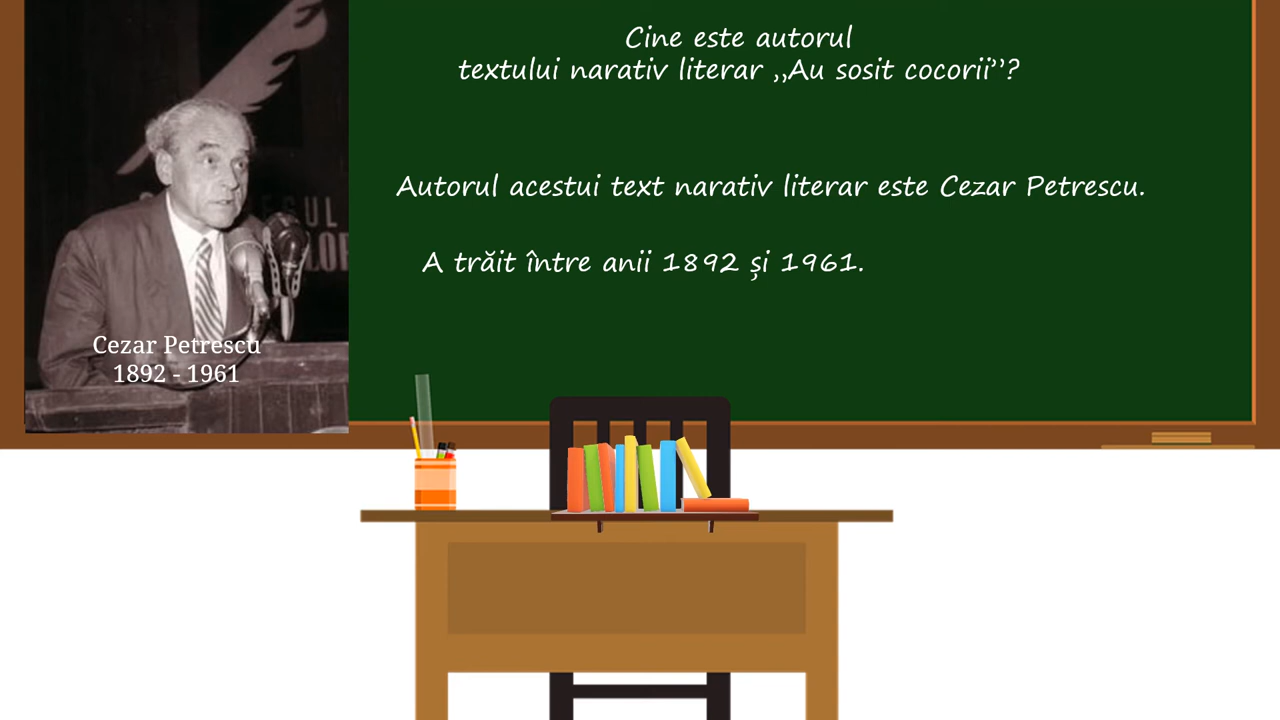 Cine este autorul
textului narativ literar ,,Au sosit cocorii’’?
Autorul acestui text narativ literar este Cezar Petrescu.
A trăit între anii 1892 și 1961.
Cezar Petrescu
1892 - 1961